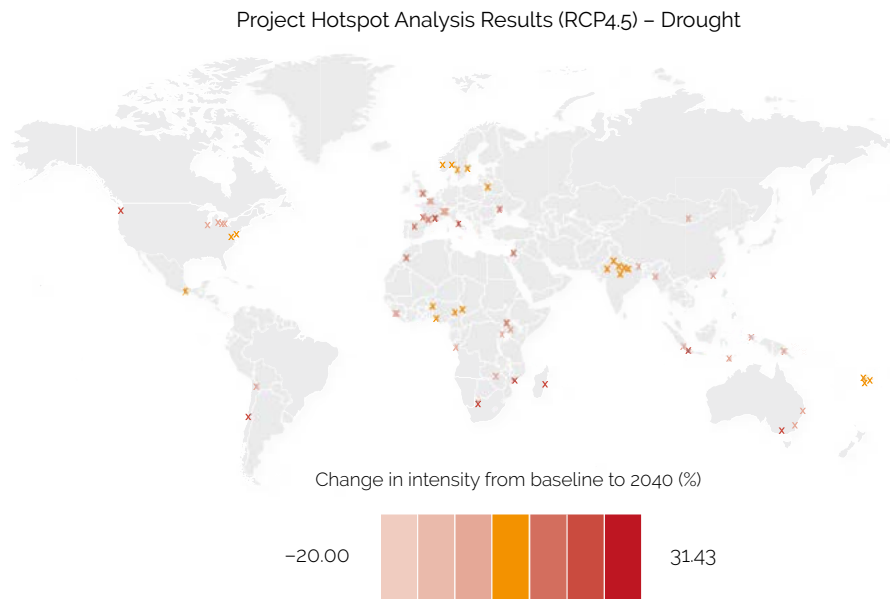 Project Hotspot Analysis Results (RCP4.5) – Drought
Change in intensity from baseline to 2040 (%)
–20.00
31.43